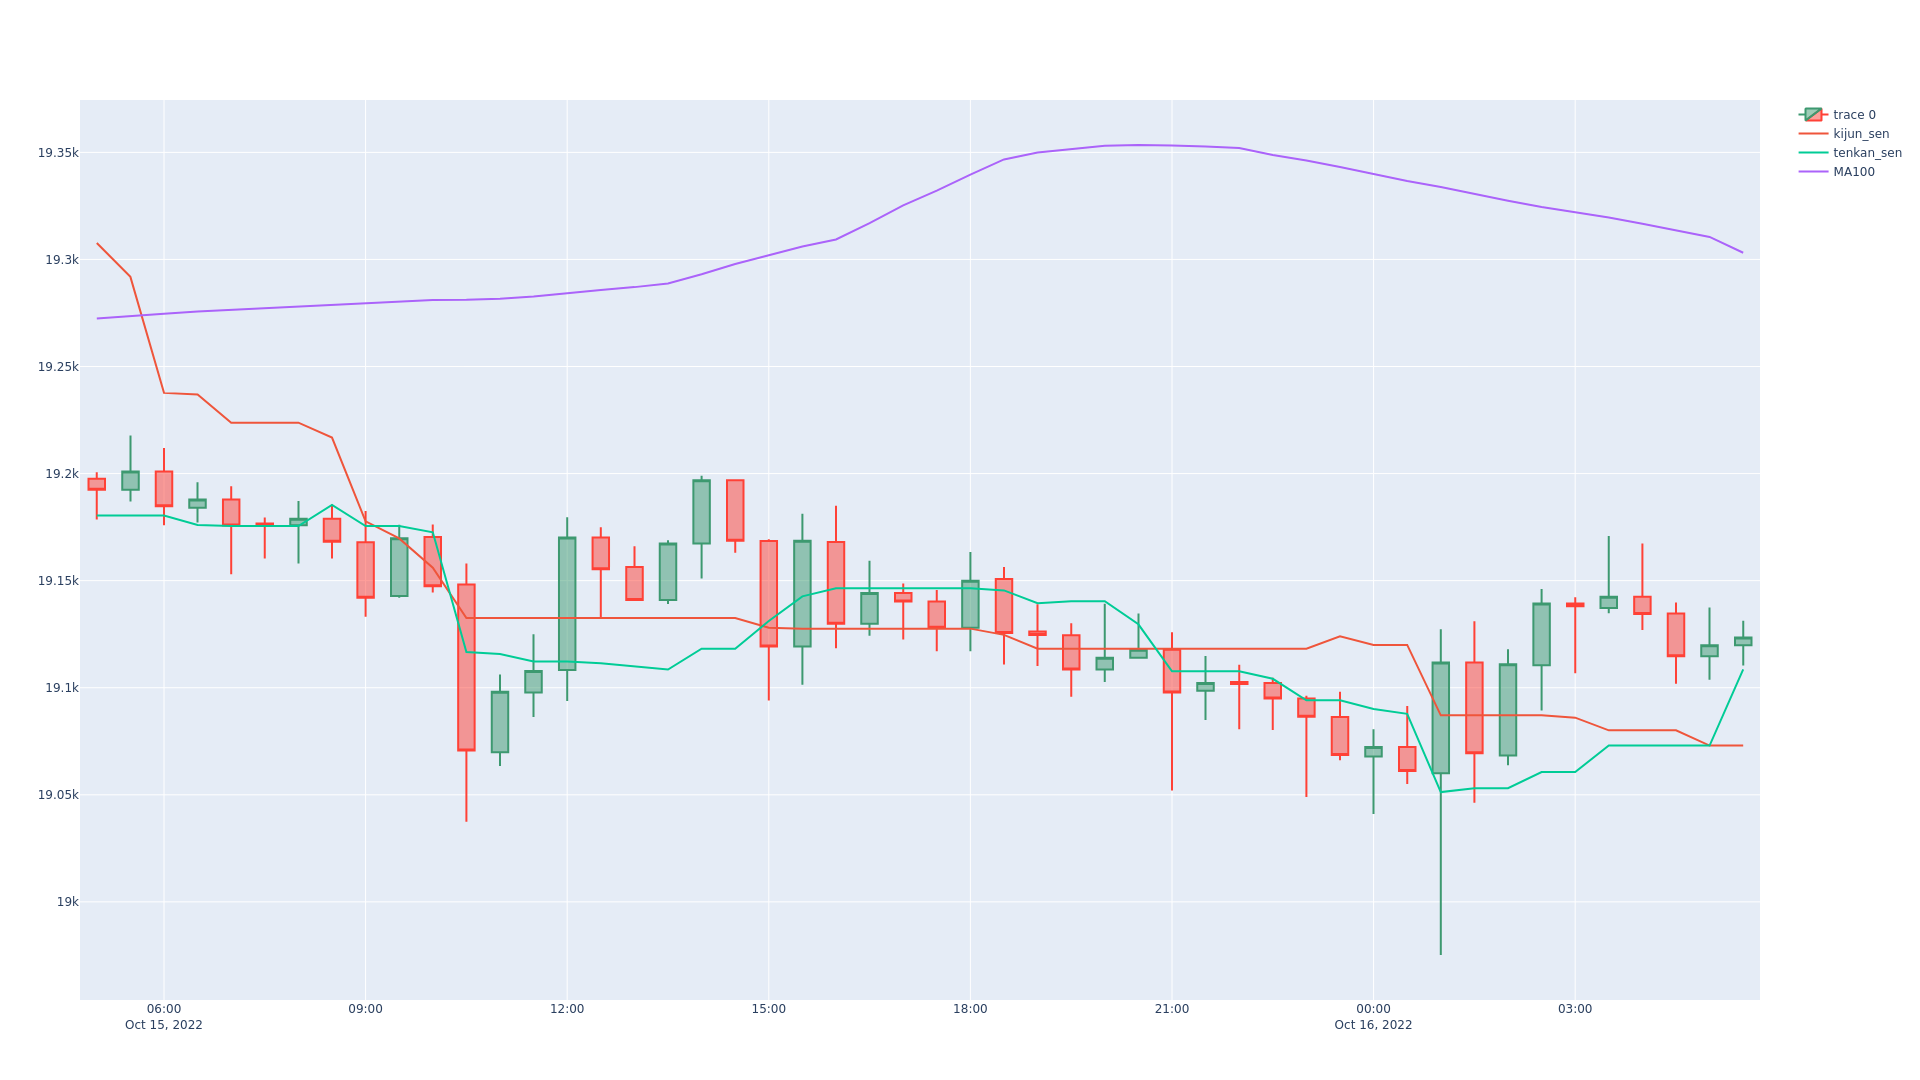 trace 0
kijun_sen
tenkan_sen
MA100
19.35k
19.3k
19.25k
19.2k
19.15k
19.1k
19.05k
19k
06:00 09:00 12:00 15:00 18:00 21:00 00:00 03:00
Oct 15, 2022 Oct 16, 2022